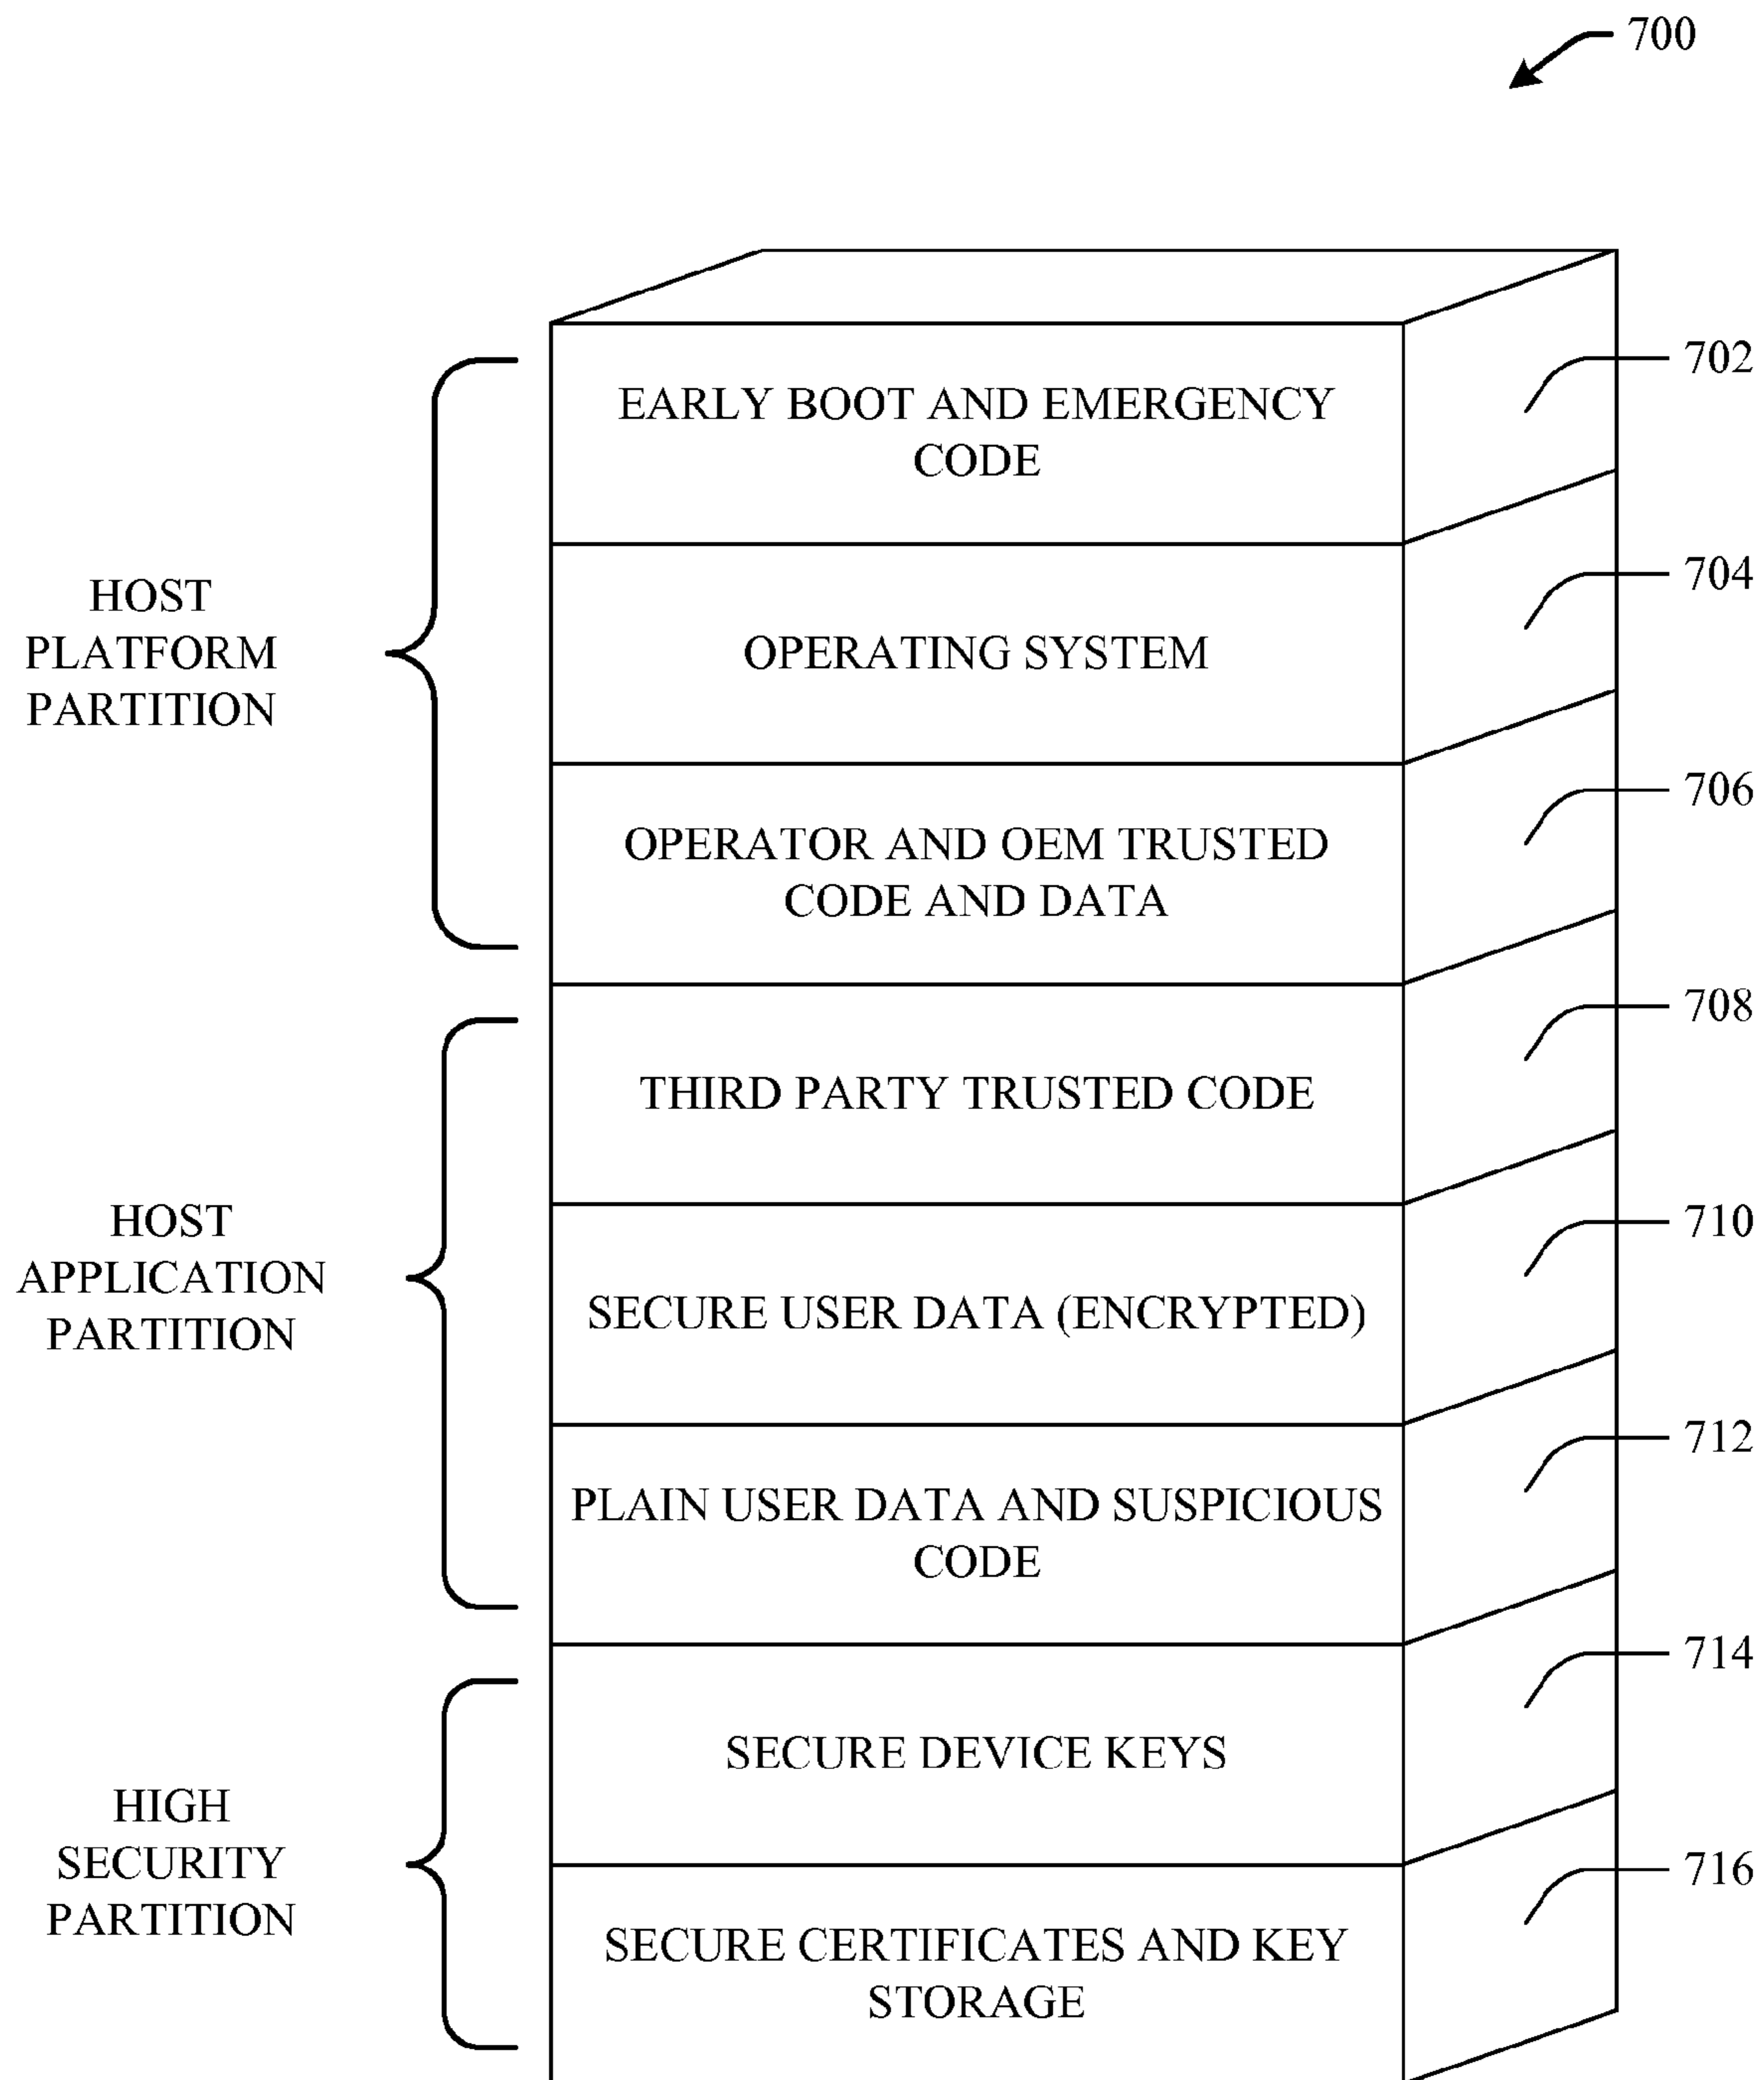 700
EARLY BOOT AND EMERGENCY
CODE
702
HOST
PLATFORM
PARTITION
OPERATING SYSTEM
704
OPERATOR AND OEM TRUSTED
CODE AND DATA
706
THIRD PARTY TRUSTED CODE
708
HOST
APPLICATION
PARTITION
SECURE USER DATA (ENCRYPTED)
710
PLAIN USER DATA AND SUSPICIOUS
CODE
712
SECURE DEVICE KEYS
714
HIGH
SECURITY
PARTITION
SECURE CERTIFICATES AND KEY
STORAGE
716